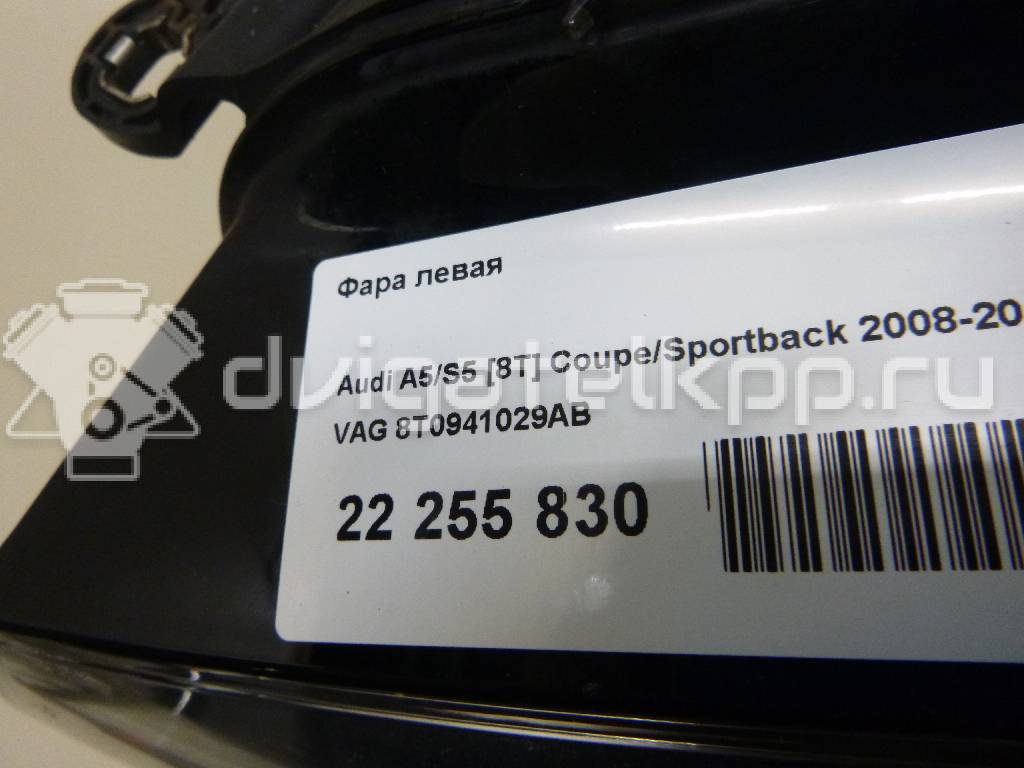 Фара левая
Audi A5/S5 [8T] Coupe/Sportback 2008-20
VAG 8T0941029AB
22 255 830
dvigatelkpp.ru